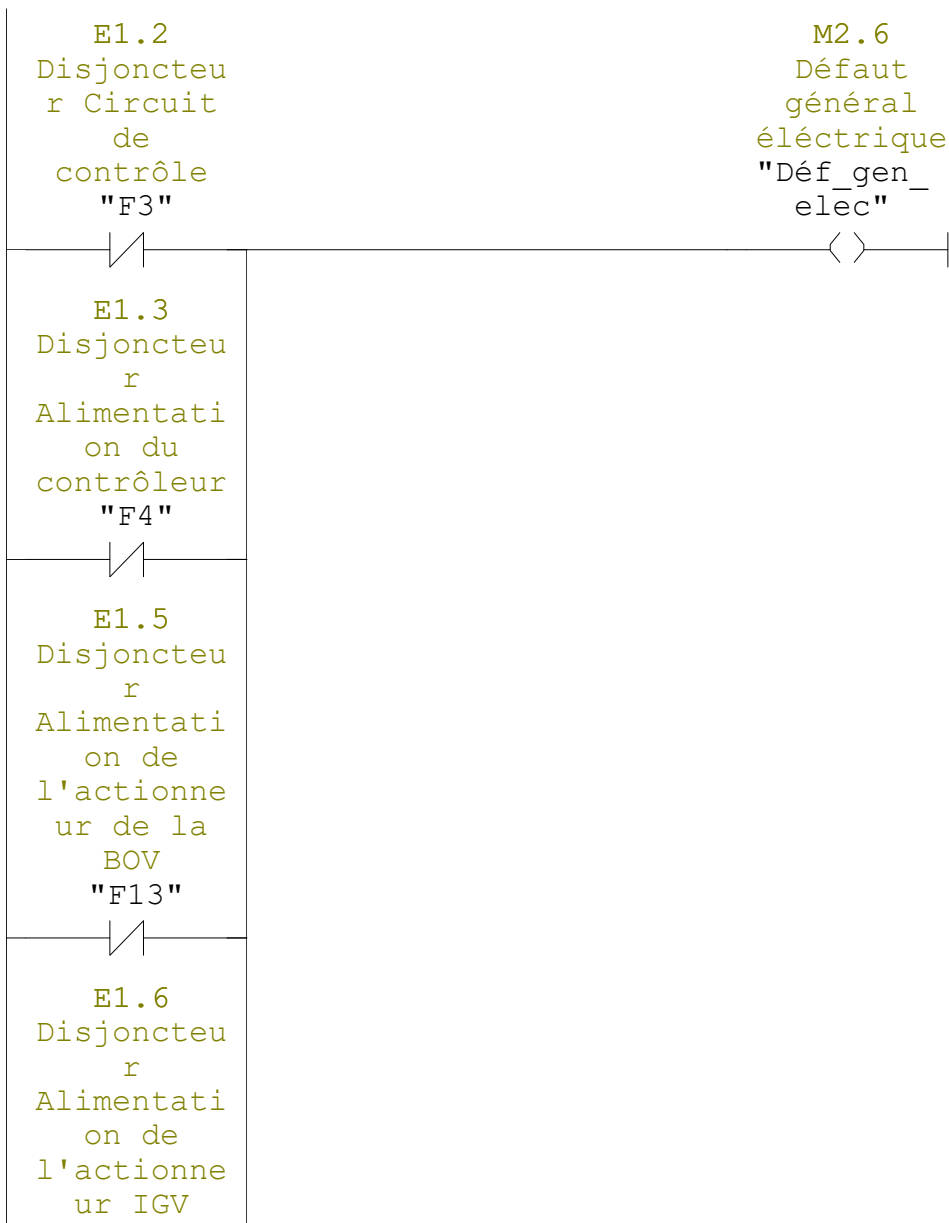 E1.2
Disjoncteu
r Circuit
de
contrôle
"F3"
M2.6
Défaut
général
éléctrique
"Déf_gen_
elec"
E1.3
Disjoncteu
r
Alimentati
on du
contrôleur
"F4"
E1.5
Disjoncteu
r
Alimentati
on de
l'actionne
ur de la
BOV
"F13"
E1.6
Disjoncteu
r
Alimentati
on de
l'actionne
ur IGV